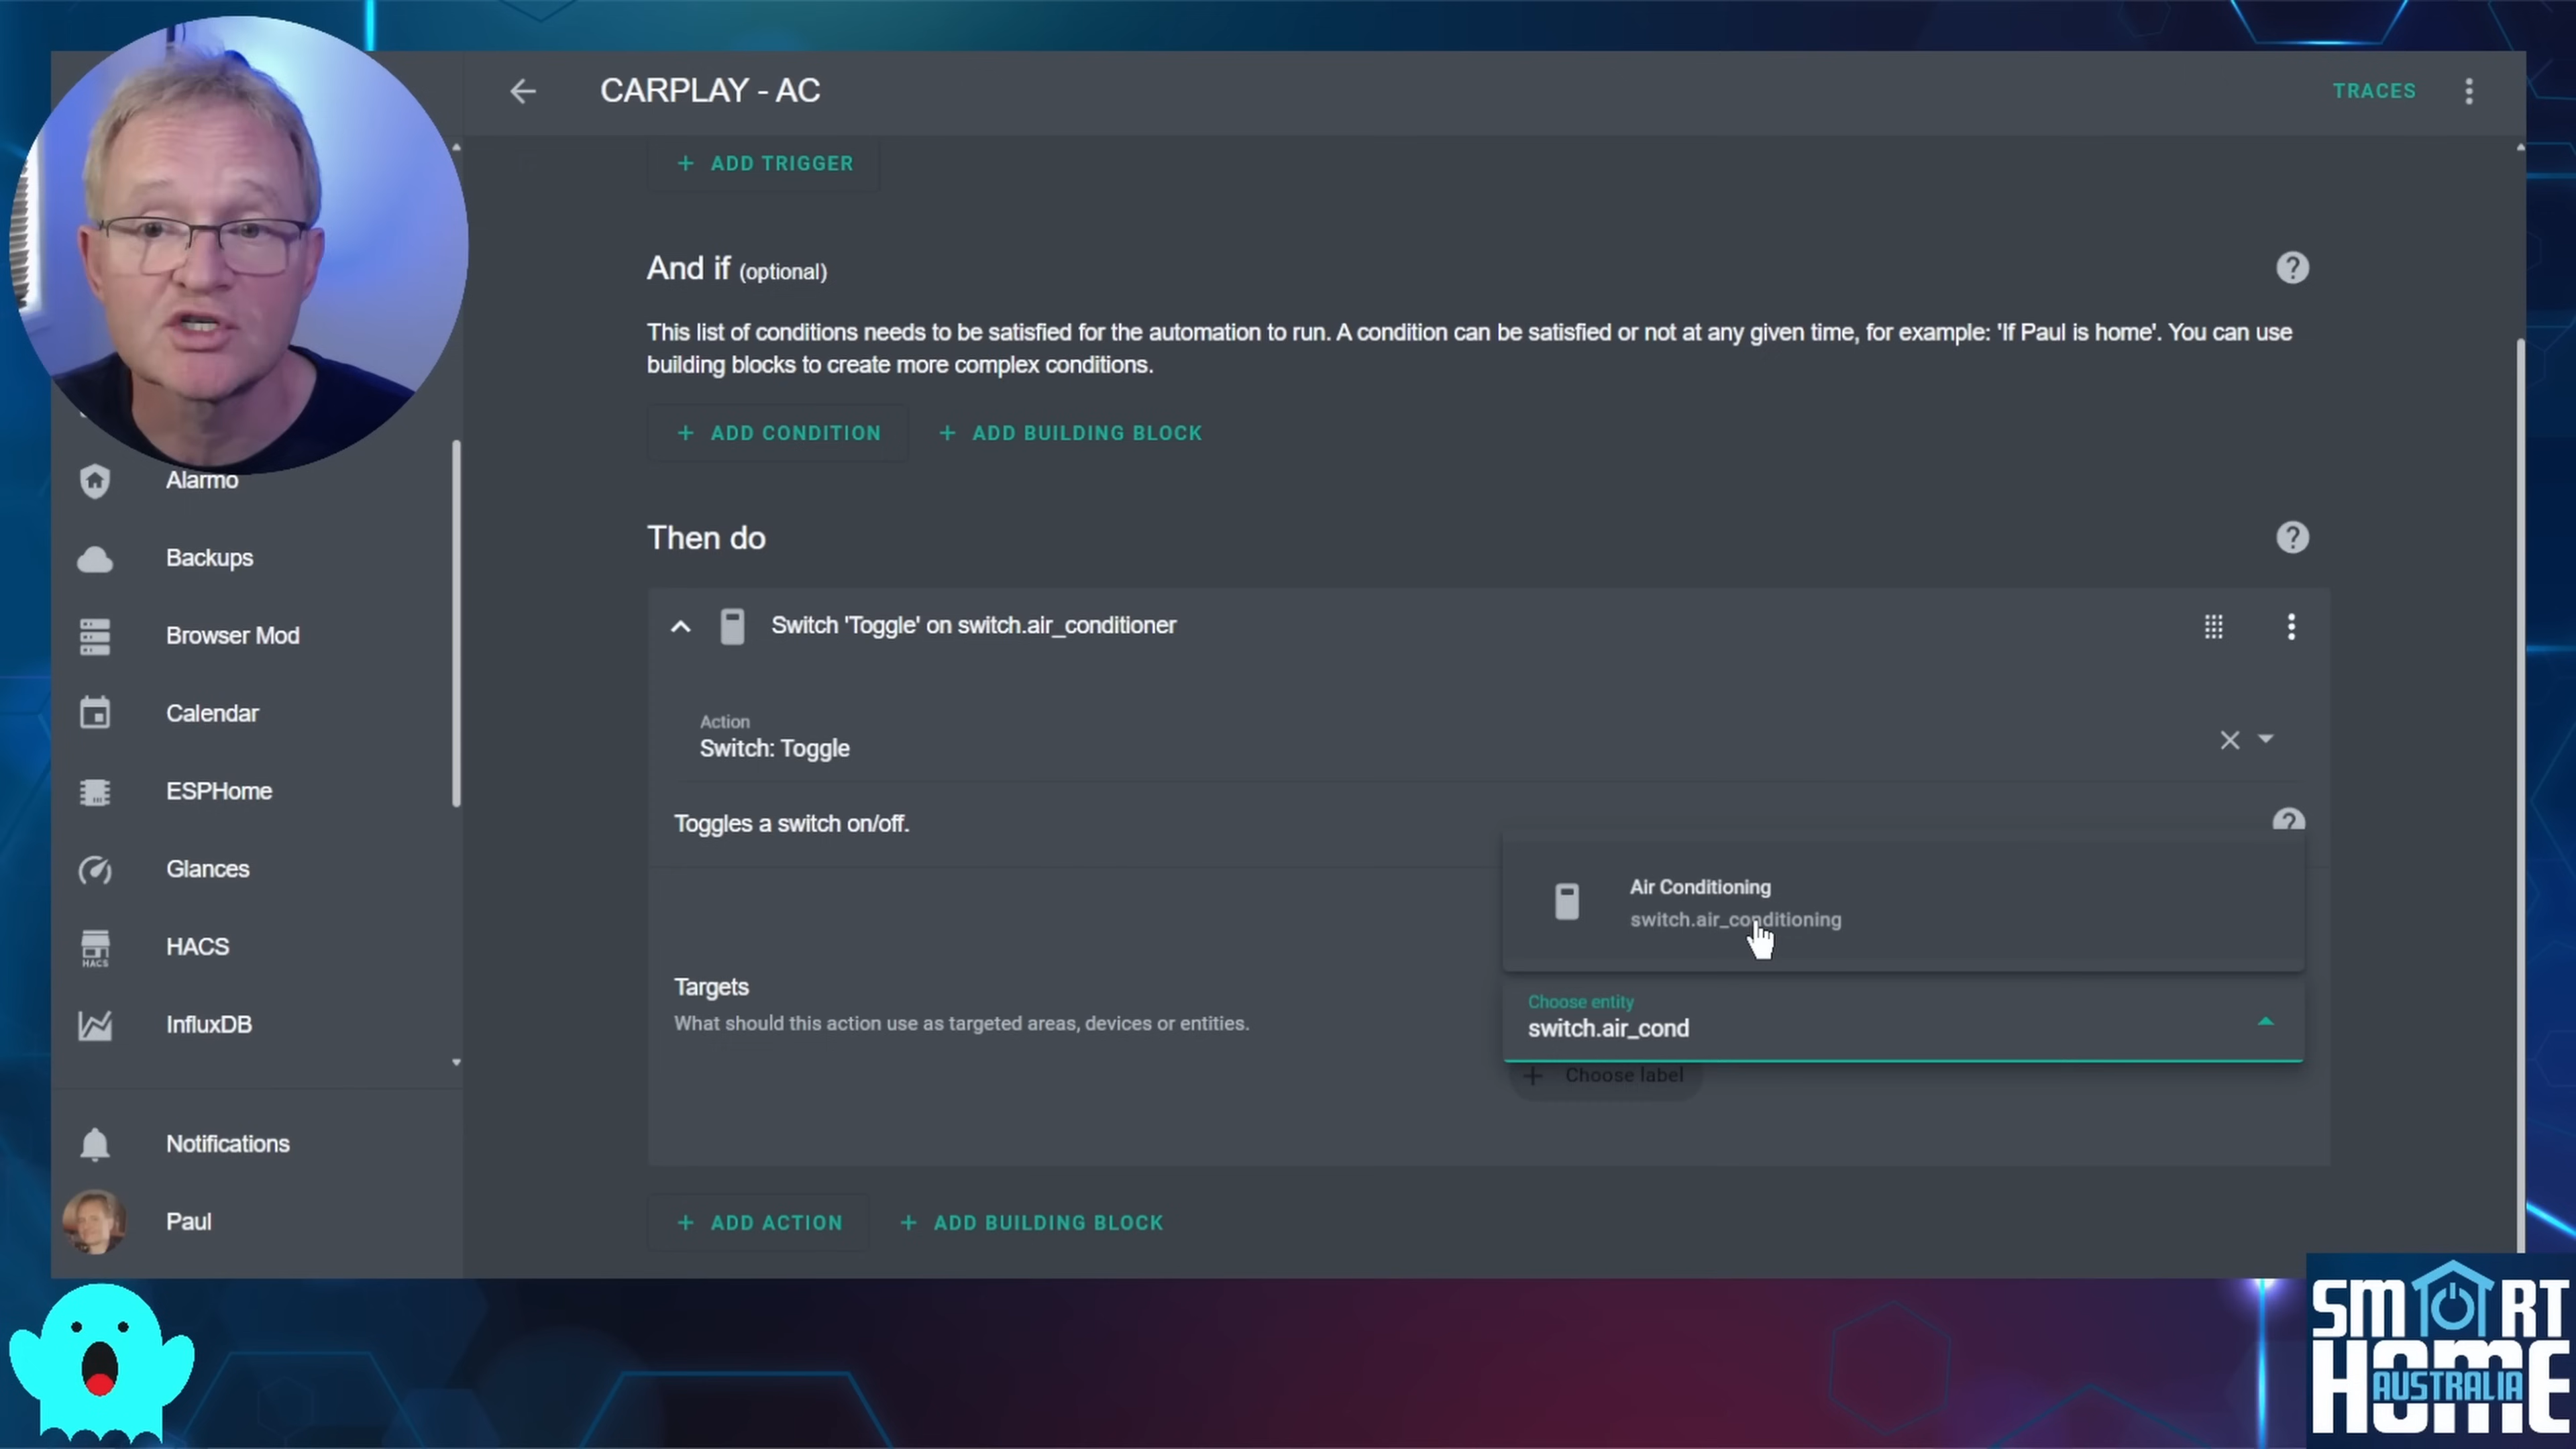 CARPLAY - AC
TRACES
ADD TRIGGER
And if (optional)
This list of conditions needs to be satisfied for the automation to run. A condition can be satisfied or not at any given time, for example: 'If Paul is home'. You can use
building blocks to create more complex conditions.
ADD CONDITION
ADD BUILDING BLOCK
Then do
Switch 'Toggle' on switch.air_conditioner
Action
Switch: Toggle
Toggles a switch on/off.
Air Conditioning
switch.air_conditioning
Targets
What should this action use as targeted areas, devices or entities.
Choose entity
switch.air_cond
Choose label
ADD ACTION
ADD BUILDING BLOCK
Alarmo
Backups
Browser Mod
Calendar
ESPHome
Glances
HACS
HACS
InfluxDB
Notifications
Paul
SMART
HOME
AUSTRALIA